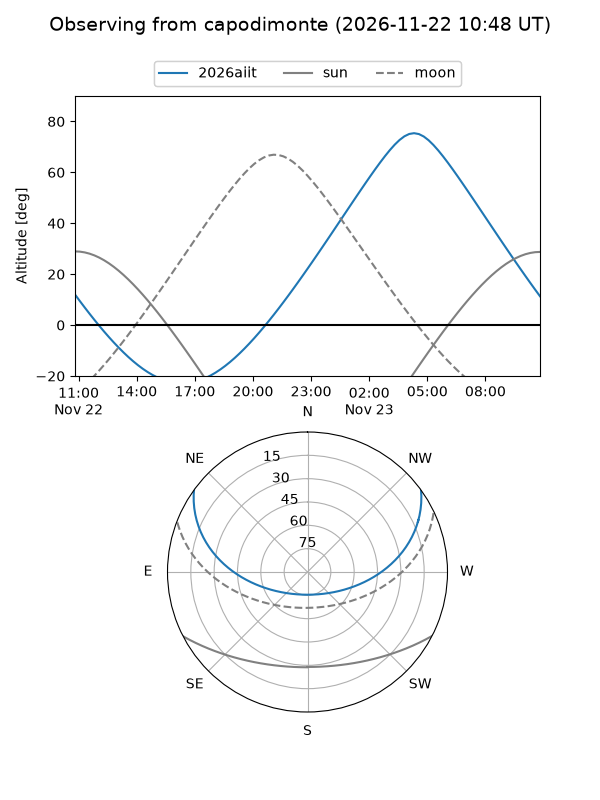 Observing from capodimonte (2026-11-22 10:48 UT)
2026aiit sun moon
80
60
40
20
0
−20
Altitude [deg]
11:00 14:00 17:00 20:00 23:00 02:00 05:00 08:00
Nov 22 Nov 23
N
NE NW
15
30
45
60
75
E W
SE SW
S